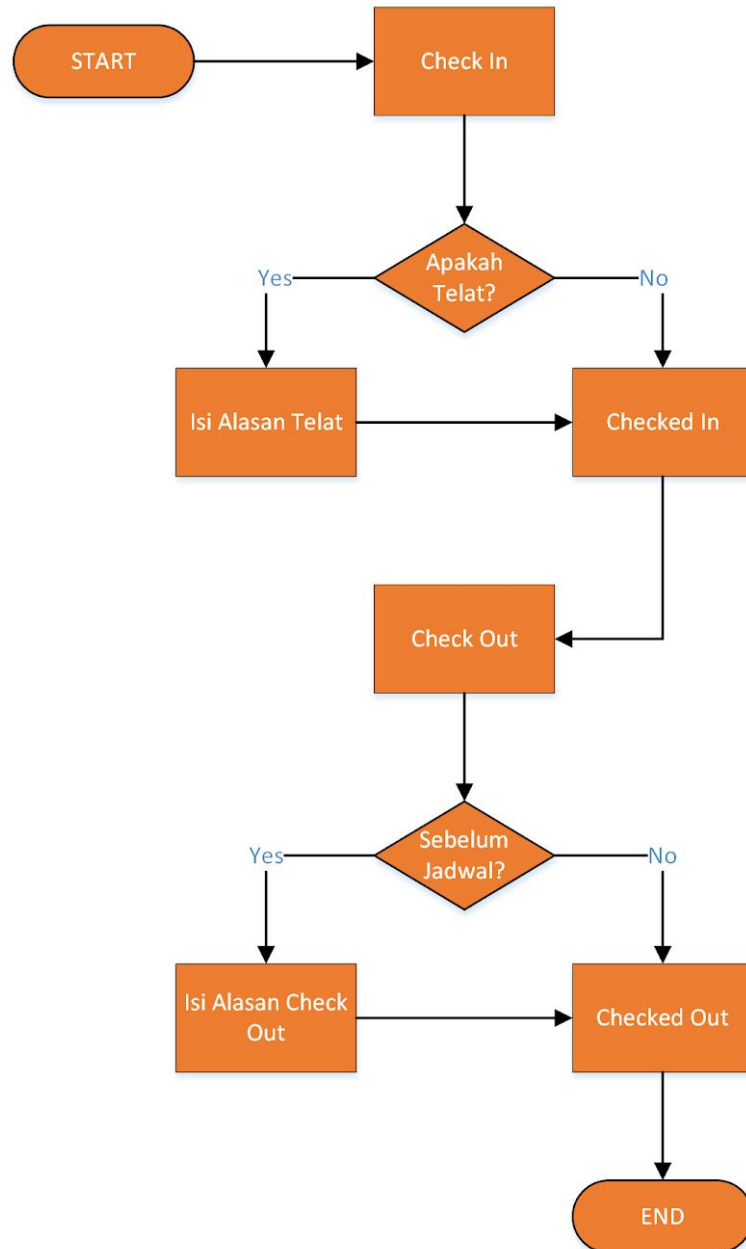 START
Check In
Apakah
Telat?
Yes
No
Isi Alasan Telat
Checked In
Check Out
Sebelum
Jadwal?
Yes
No
Isi Alasan Check
Out
Checked Out
END